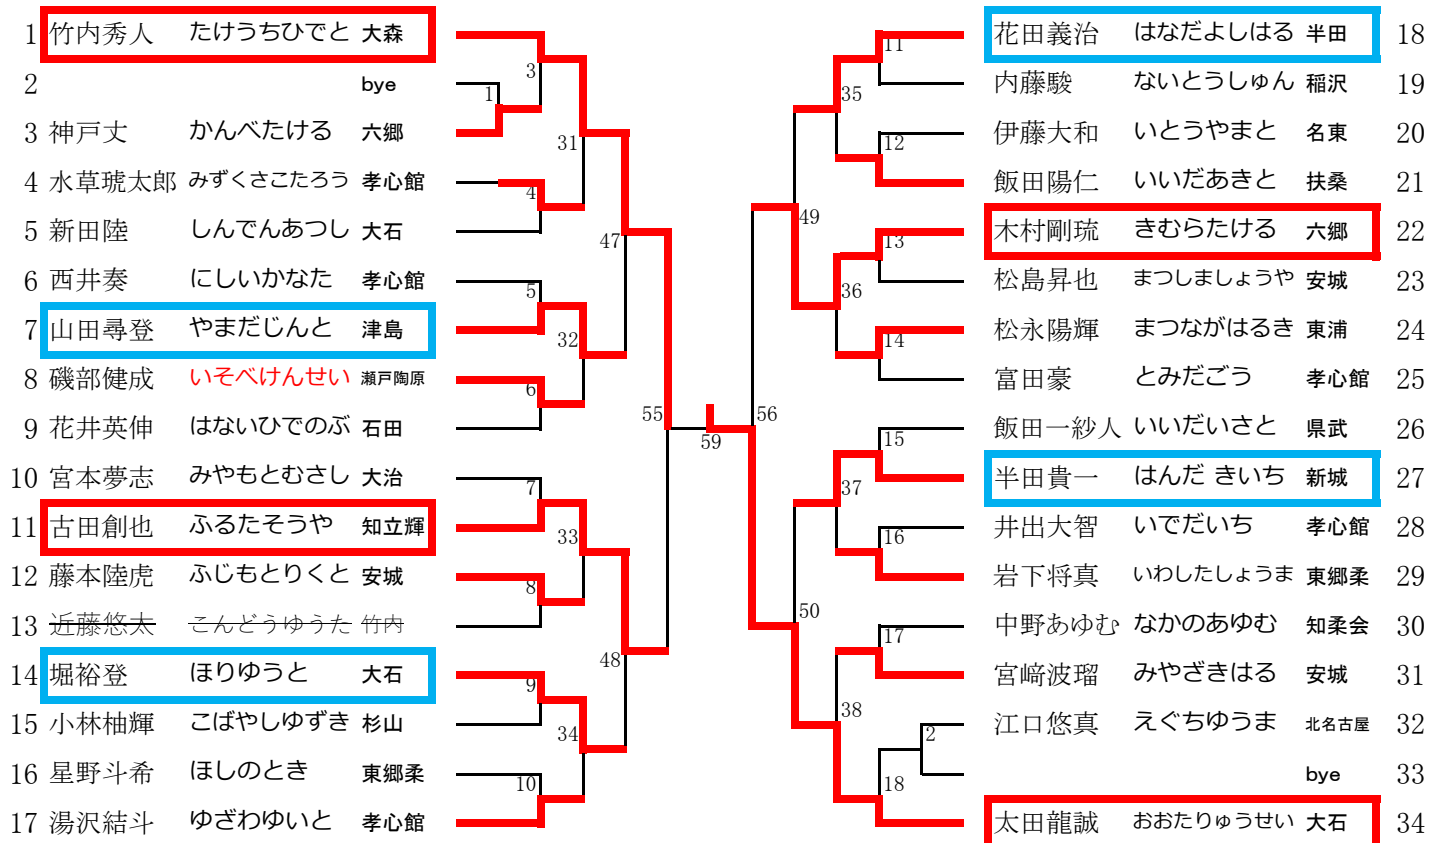 1 竹内秀人 たけうちひでと 大森
2 bye
3 神戸丈 かんべたける 六郷
4 水草琥太郎 みずくさこたろう 孝心館
5 新田陸 しんでんあつし 大石
6 西井奏 にしいかなた 孝心館
7 山田尋登 やまだじんと 津島
8 磯部健成 いそべけんせい 瀬戸陶原
9 花井英伸 はないひでのぶ 石田
10 宮本夢志 みやもとむさし 大治
11 古田創也 ふるたそうや 知立輝
12 藤本陸虎 ふじもとりくと 安城
13 近藤悠太 こんどうゆうた 竹内
14 堀裕登 ほりゆうと 大石
15 小林柚輝 こばやしゆずき 杉山
16 星野斗希 ほしのとき 東郷柔
17 湯沢結斗 ゆざわゆいと 孝心館
1
3
4
5
6
7
8
9
10
31
32
33
34
47
48
55
59
56
49
50
35
36
37
38
11
12
13
14
15
16
17
2
18
花田義治 はなだよしはる 半田 18
内藤駿 ないとうしゅん 稲沢 19
伊藤大和 いとうやまと 名東 20
飯田陽仁 いいだあきと 扶桑 21
木村剛琉 きむらたける 六郷 22
松島昇也 まつしましょうや 安城 23
松永陽輝 まつながはるき 東浦 24
富田豪 とみだごう 孝心館 25
飯田一紗人 いいだいさと 県武 26
半田貴一 はんだ きいち 新城 27
井出大智 いでだいち 孝心館 28
岩下将真 いわしたしょうま 東郷柔 29
中野あゆむ なかのあゆむ 知柔会 30
宮﨑波瑠 みやざきはる 安城 31
江口悠真 えぐちゆうま 北名古屋 32
bye 33
太田龍誠 おおたりゅうせい 大石 34